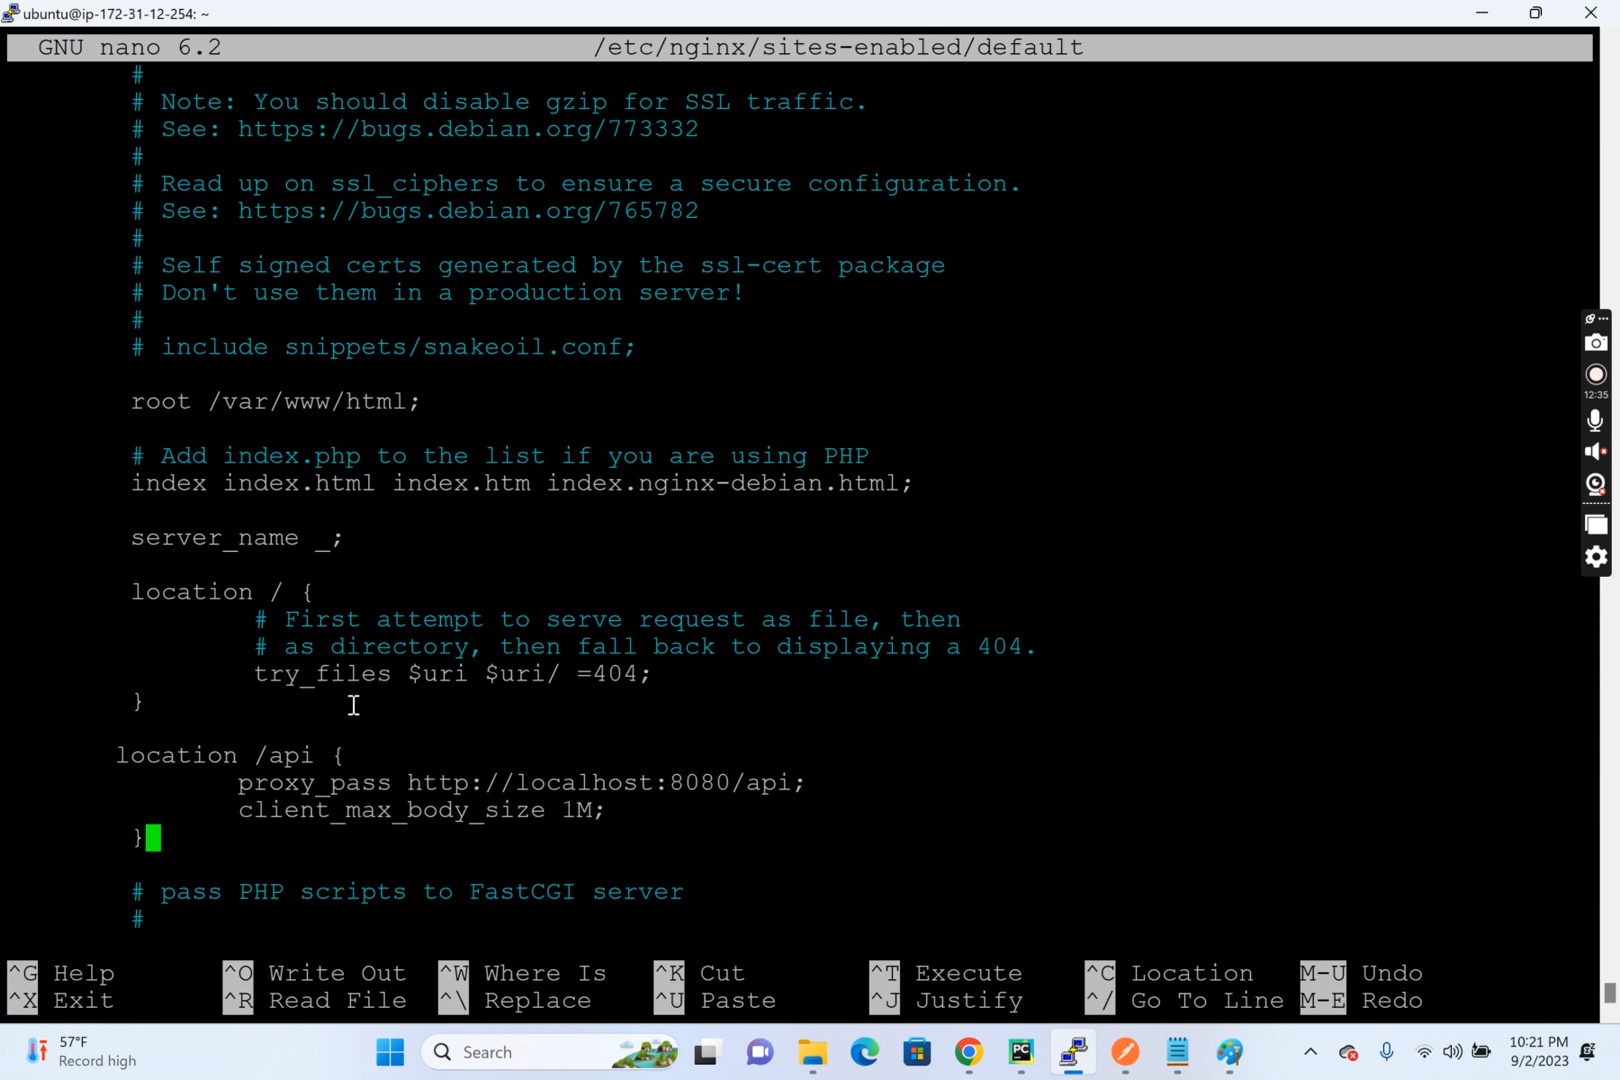 ubuntu@ip-172-31-12-254: ~
GNU nano 6.2 /etc/nginx/sites-enabled/default
#
# Note: You should disable gzip for SSL traffic.
# See: https://bugs.debian.org/773332
#
# Read up on ssl_ciphers to ensure a secure configuration.
# See: https://bugs.debian.org/765782
#
# Self signed certs generated by the ssl-cert package
# Don't use them in a production server!
#
# include snippets/snakeoil.conf;
root /var/www/html;
# Add index.php to the list if you are using PHP
index index.html index.htm index.nginx-debian.html;
server_name _;
location / {
# First attempt to serve request as file, then
# as directory, then fall back to displaying a 404.
try_files $uri $uri/ =404;
}
location /api {
proxy_pass http://localhost:8080/api;
client_max_body_size 1M;
}
# pass PHP scripts to FastCGI server
#
^G Help ^O Write Out ^W Where Is ^K Cut ^T Execute ^C Location M-U Undo
^X Exit ^R Read File ^\ Replace ^U Paste ^J Justify ^/ Go To Line M-E Redo
12:35
57°F
Record high
Search
PC
10:21 PM
9/2/2023